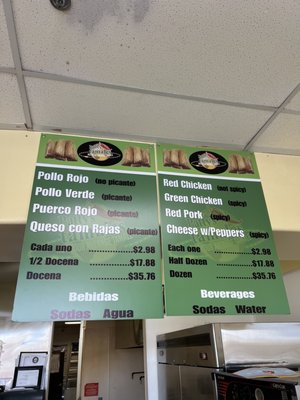 Pollo Rojo (no picante)
Pollo Verde (picante)
Puerco Rojo (picante)
Queso con Rajas (picante)
Cada uno ..................$2.98
1/2 Docena ..................$17.88
Docena ..................$35.76
Bebidas
Sodas Agua
Red Chicken (not spicy)
Green Chicken (spicy)
Red Pork (spicy)
Cheese w/Peppers (spicy)
Each one ..................$2.98
Half Dozen ..................$17.88
Dozen ..................$35.76
Beverages
Sodas Water